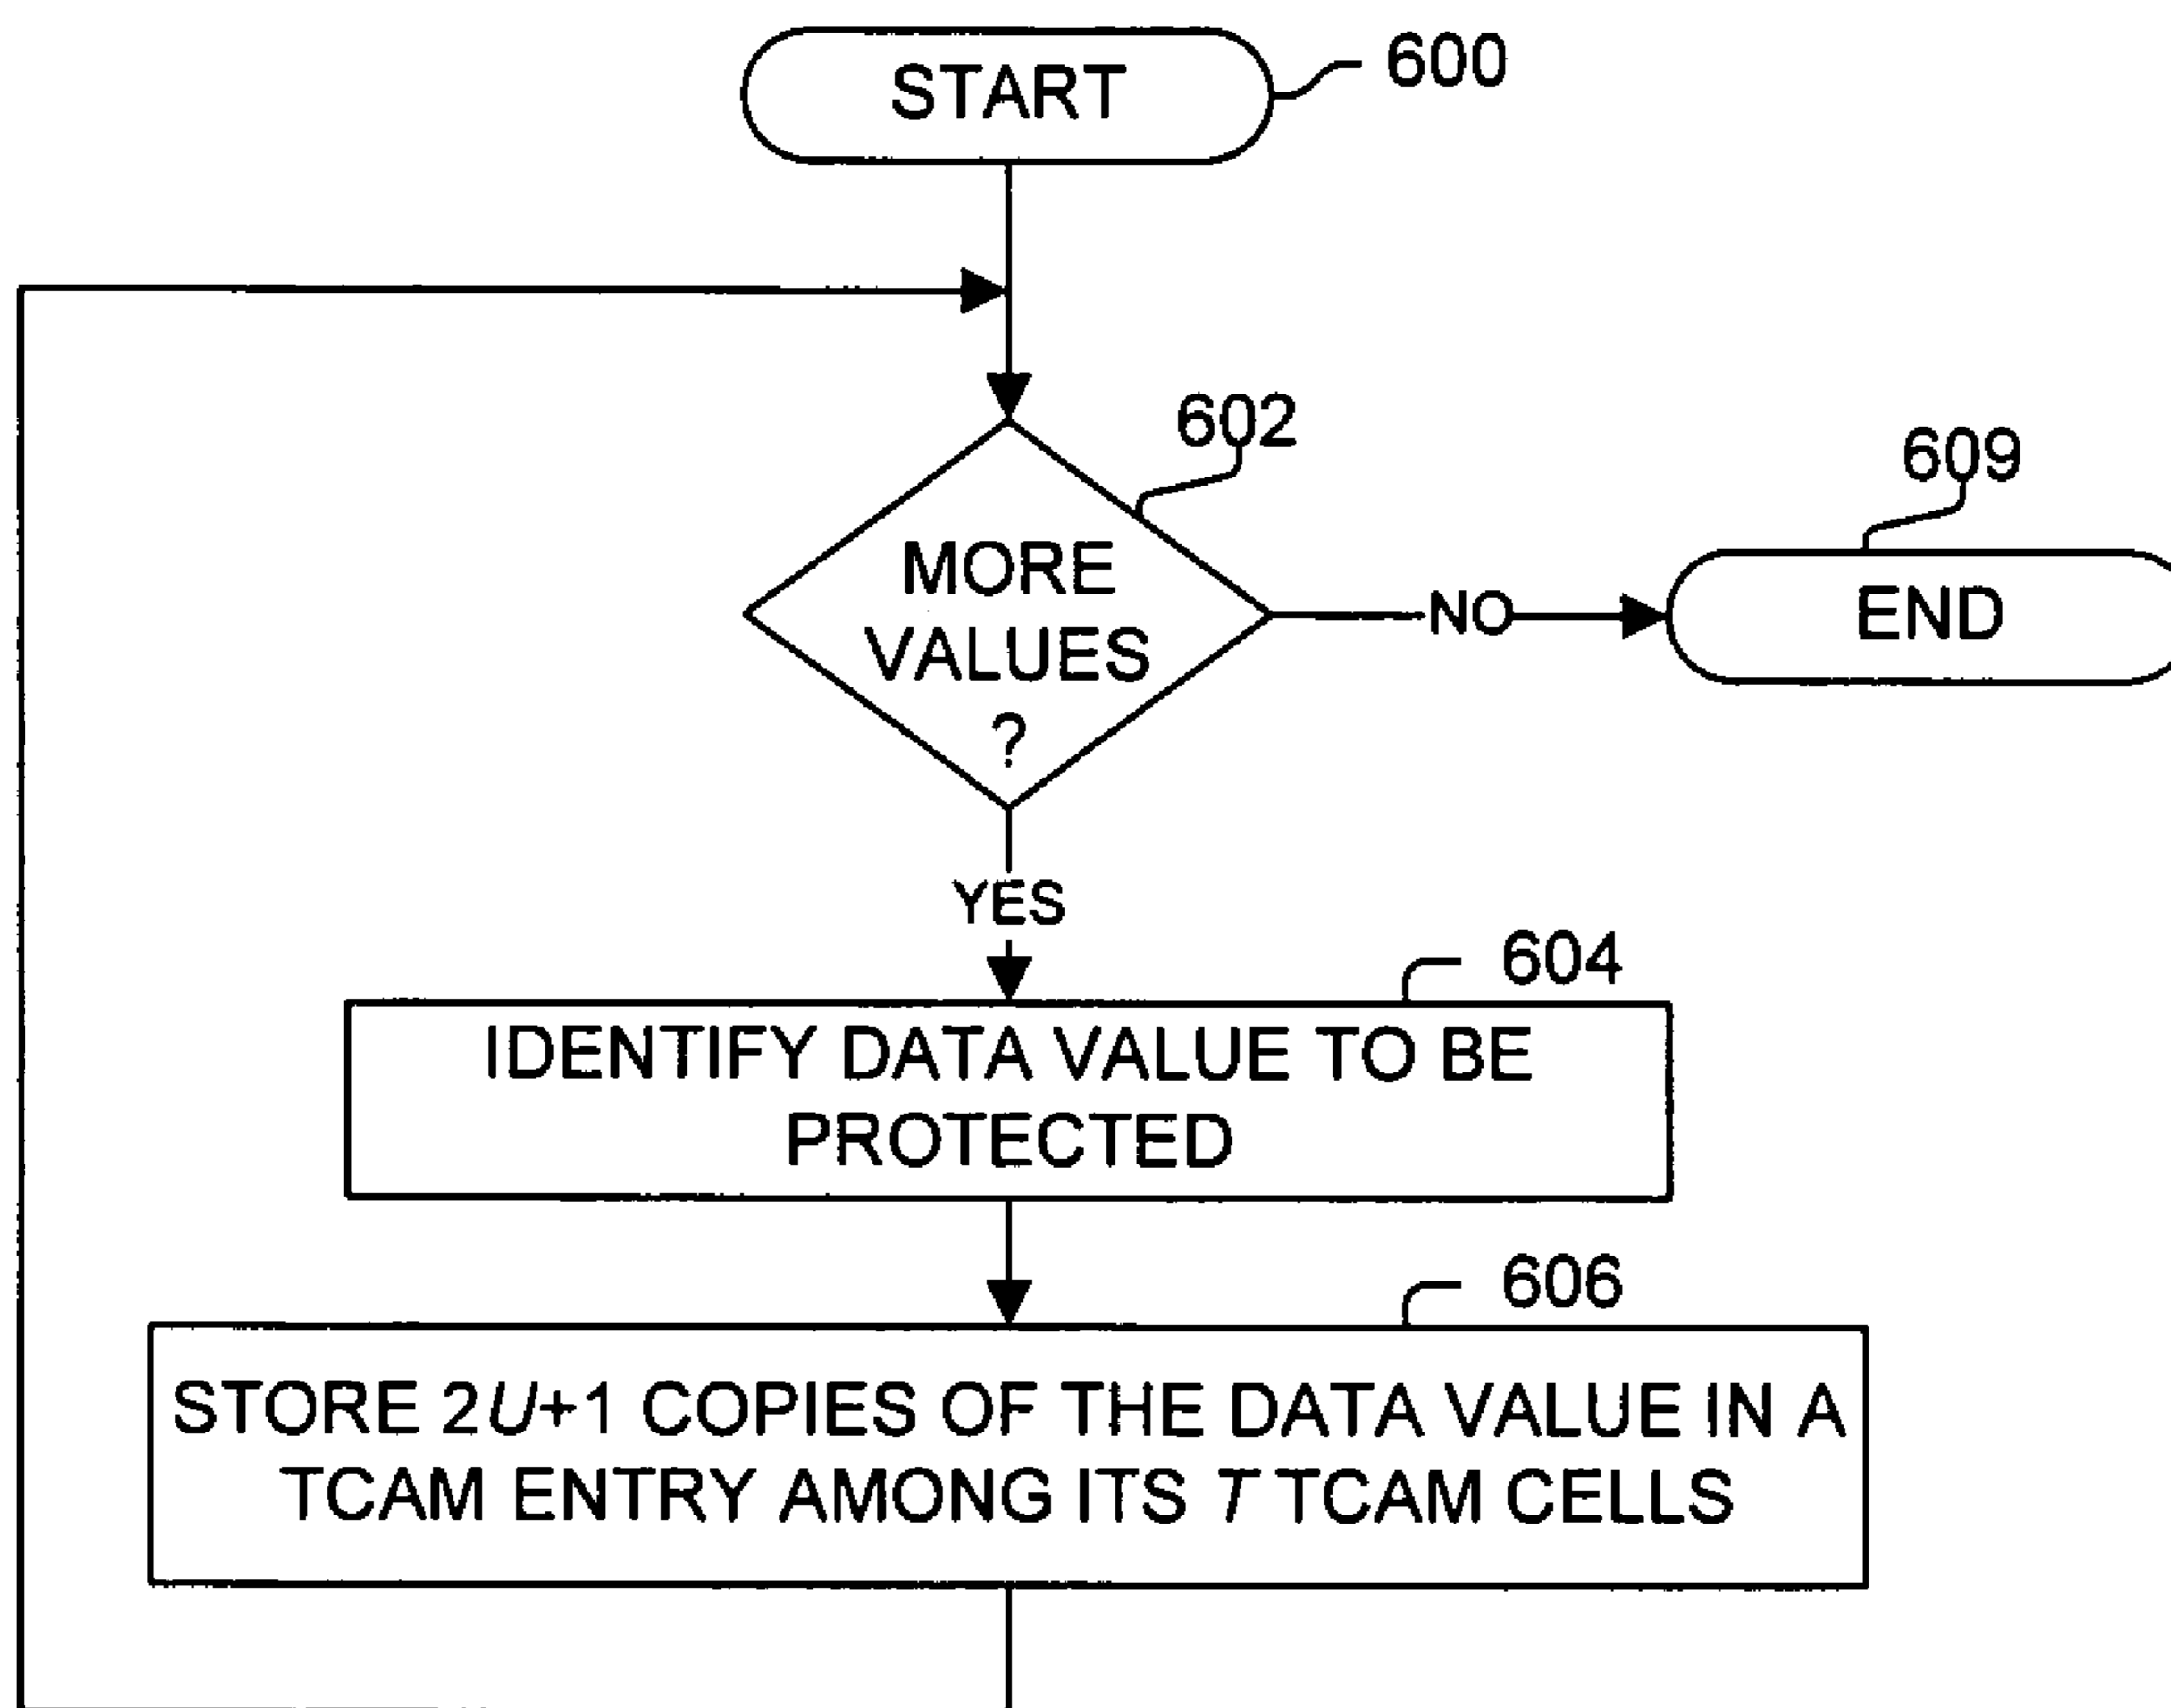 START
600
602
609
MORE
VALUES
?
NO
END
YES
604
IDENTIFY DATA VALUE TO BE
PROTECTED
606
STORE 2U+1 COPIES OF THE DATA VALUE IN A
TCAM ENTRY AMONG ITS T TCAM CELLS